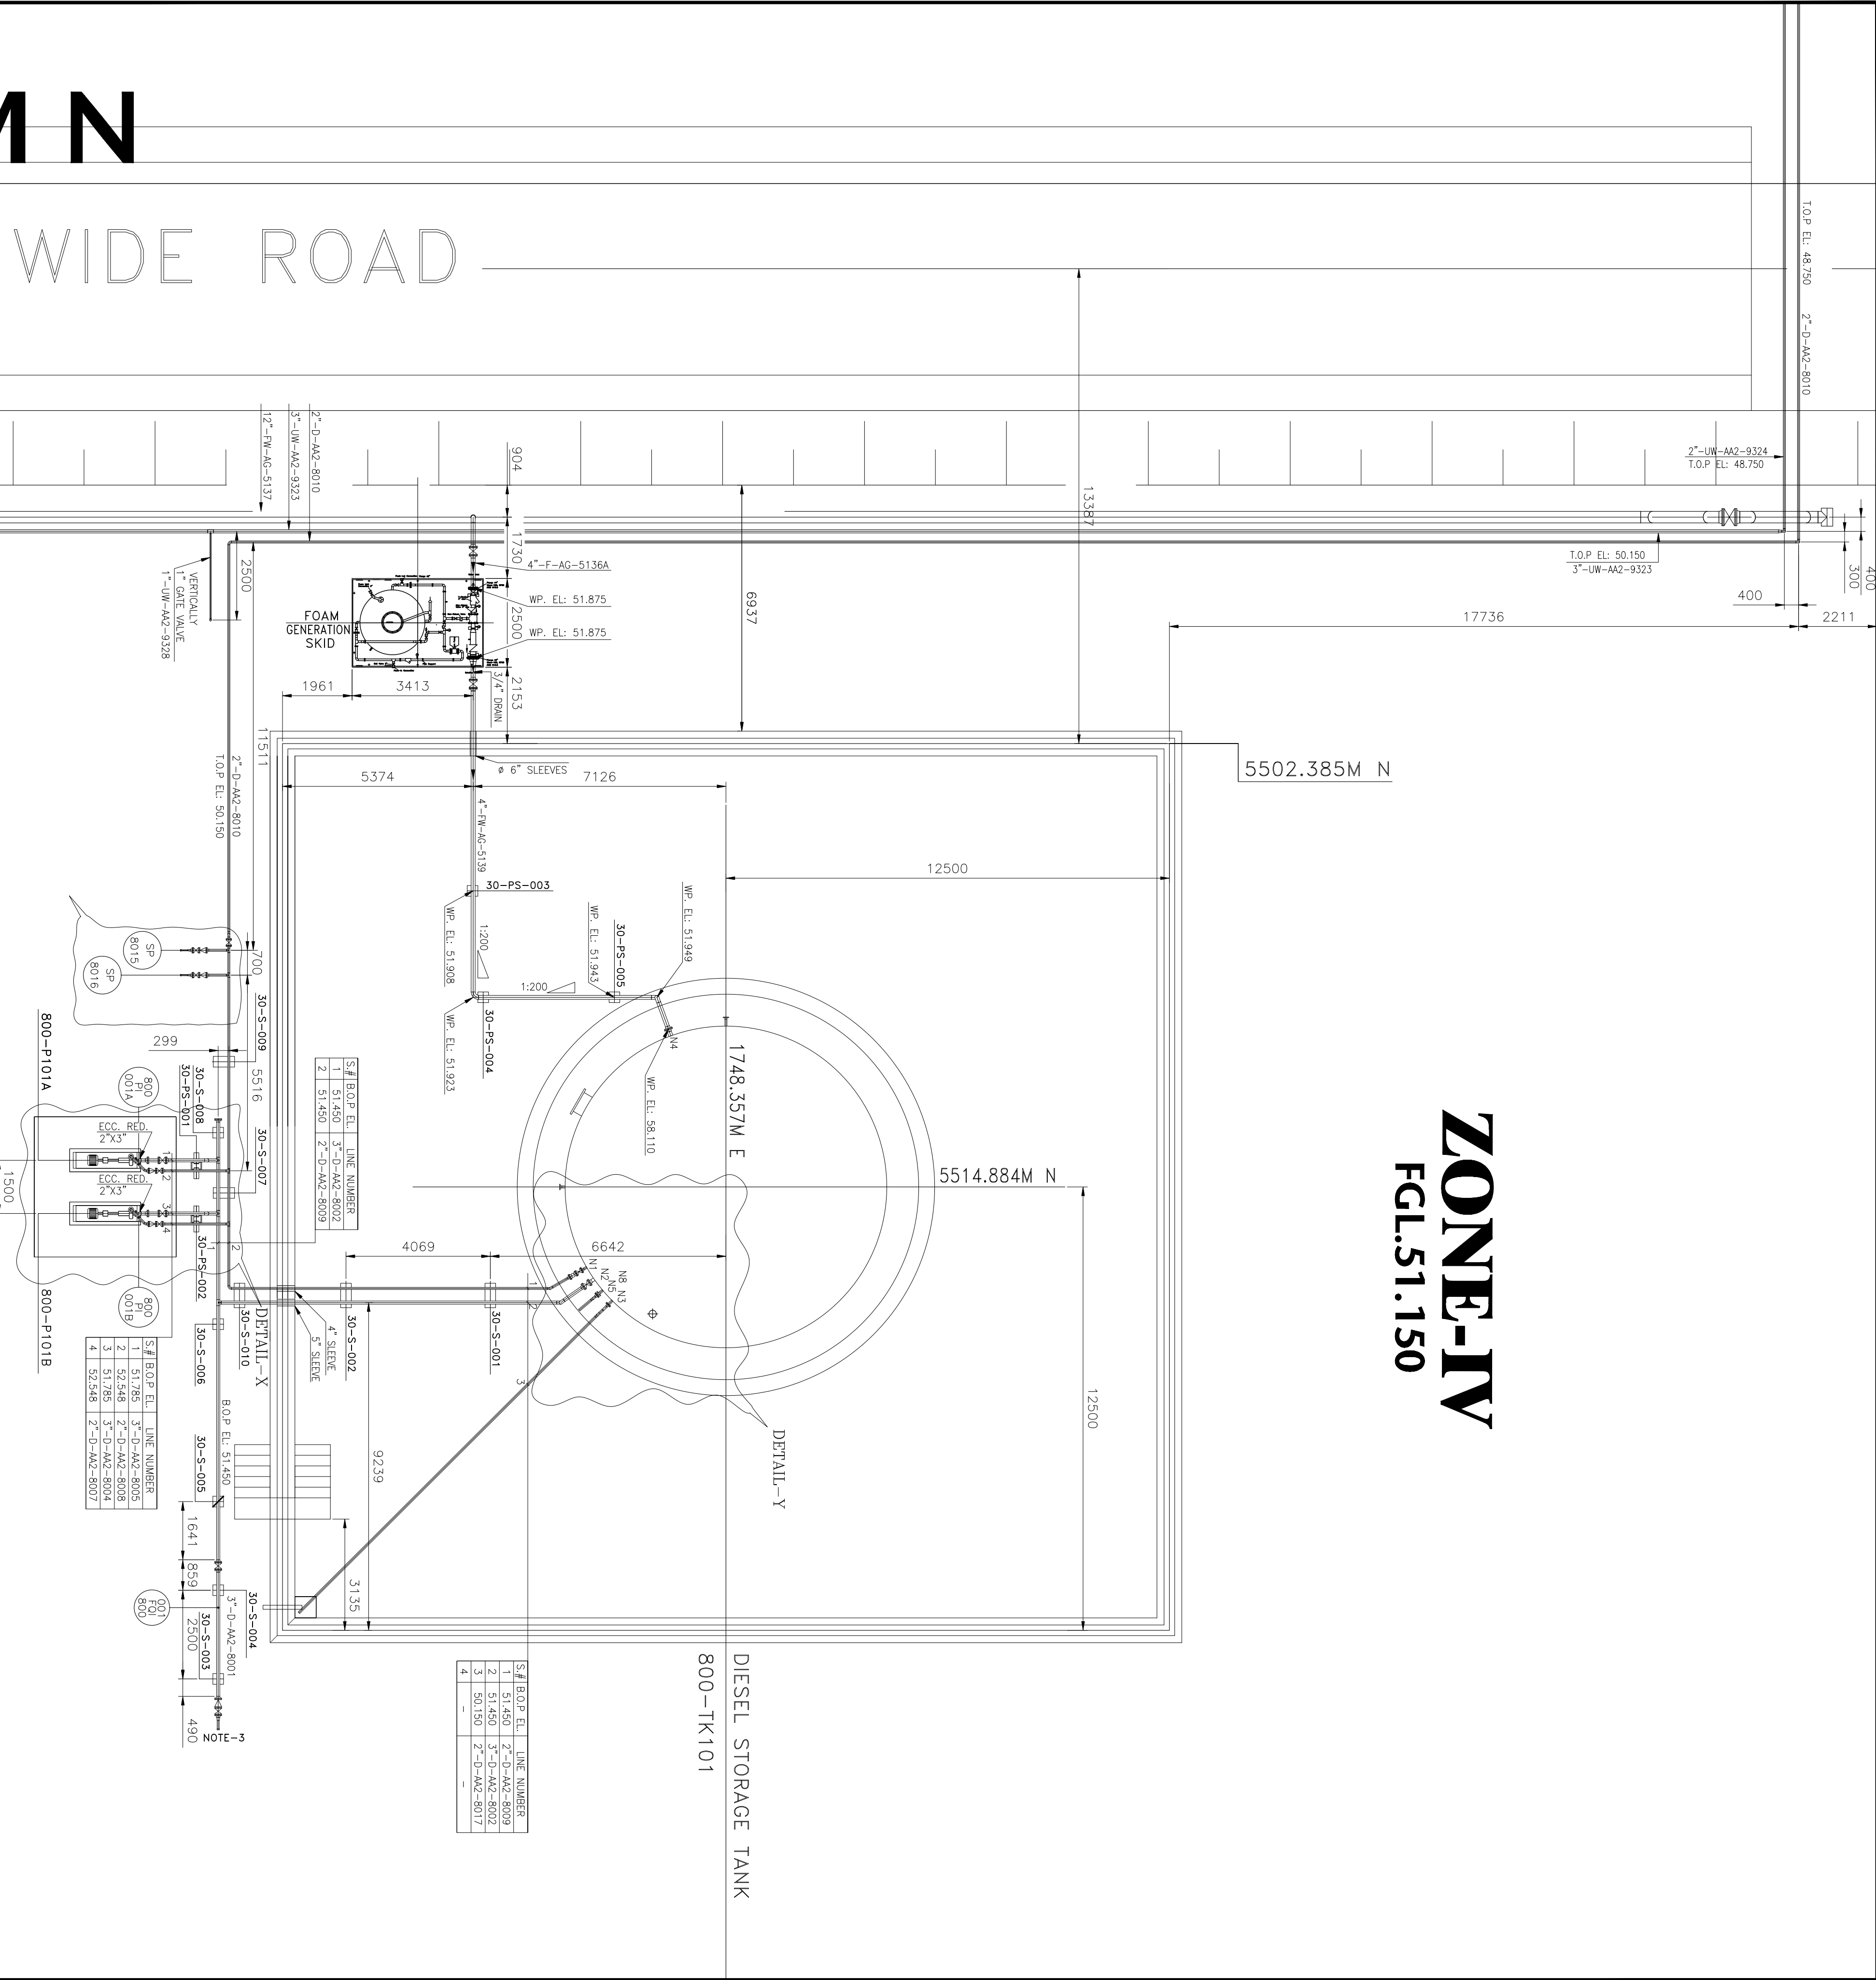 M N
WIDE ROAD
T.O.P EL: 48.750 2"-D-AA2-8010
2"-UW-AA2-9324
T.O.P EL: 48.750
2"-D-AA2-8010
3"-UW-AA2-9323
12"-FW-AG-5137
904
13387
1730
4"-F-AG-5136A
T.O.P EL: 50.150
3"-UW-AA2-9323
400
300
400
17736
2211
2500
VERTICALLY
1" GATE VALVE
1"-UW-AA2-9328
FOAM
GENERATION
SKID
WP. EL: 51.875
2500
WP. EL: 51.875
6937
1961
3413
3/4" DRAIN
2153
11511
2"-D-AA2-8010
T.O.P EL: 50.150
ø 6" SLEEVES
5502.385M N
5374
7126
4"-FW-AG-5139
12500
30-PS-003
WP. EL: 51.908
1:200
WP. EL: 51.943
30-PS-005
WP. EL: 51.949
1:200
30-PS-004
WP. EL: 51.923
N4
WP. EL: 58.110
1748.357M E
5514.884M N
ZONE-IV
FGL.51.150
SP
8015
SP
8016
700
30-S-009
299
5516
800-P101A
800
PI
001A
30-S-008
30-PS-001
30-S-007
ECC. RED.
2"X3"
1
2
ECC. RED.
2"X3"
3
4
1500
S.# B.O.P EL. LINE NUMBER
1 51.450 3"-D-AA2-8002
2 51.450 2"-D-AA2-8009
1
2
30-PS-002
800
PI
001B
800-P101B
4069
6642
N1
N2
N5
N8 N3
1
2
3
30-S-001
30-S-002
4" SLEEVE
5" SLEEVE
DETAIL-X
30-S-010
30-S-006
S.# B.O.P EL. LINE NUMBER
1 51.785 3"-D-AA2-8005
2 52.548 2"-D-AA2-8008
3 51.785 3"-D-AA2-8004
4 52.548 2"-D-AA2-8007
B.O.P EL: 51.450
30-S-005
DETAIL-Y
12500
9239
3135
1641
859
30-S-004
3"-D-AA2-8001
001
FQI
800
2500
30-S-003
490
NOTE-3
S.# B.O.P EL. LINE NUMBER
1 51.450 2"-D-AA2-8009
2 51.450 3"-D-AA2-8002
3 50.150 2"-D-AA2-8017
4 - -
DIESEL STORAGE TANK
800-TK101